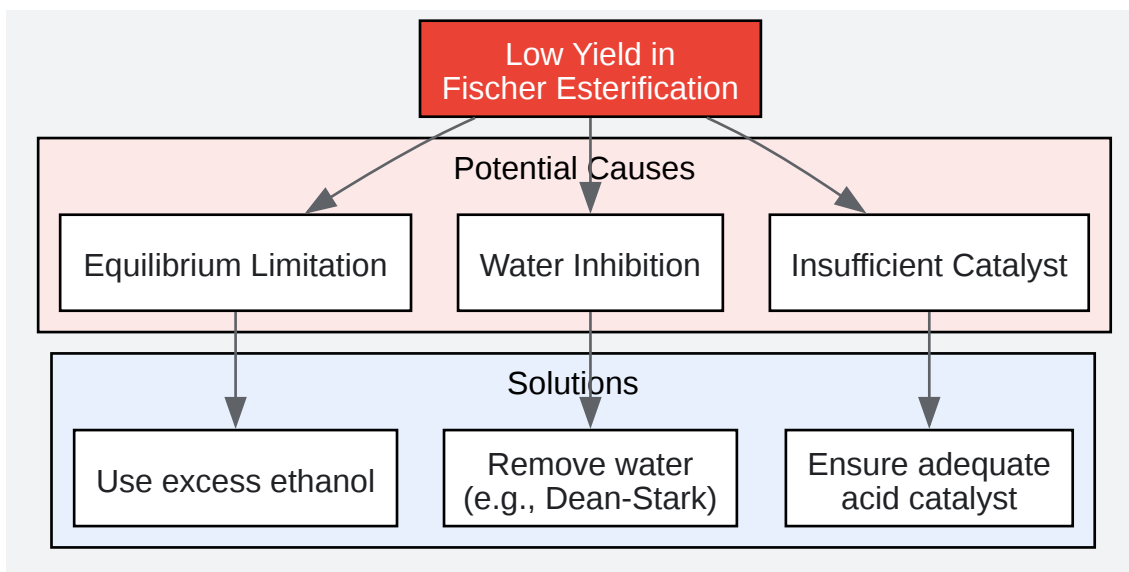 Low Yield in
Fischer Esterification
Potential Causes
Equilibrium Limitation
Water Inhibition
Insufficient Catalyst
Solutions
Use excess ethanol
Remove water
(e.g., Dean-Stark)
Ensure adequate
acid catalyst